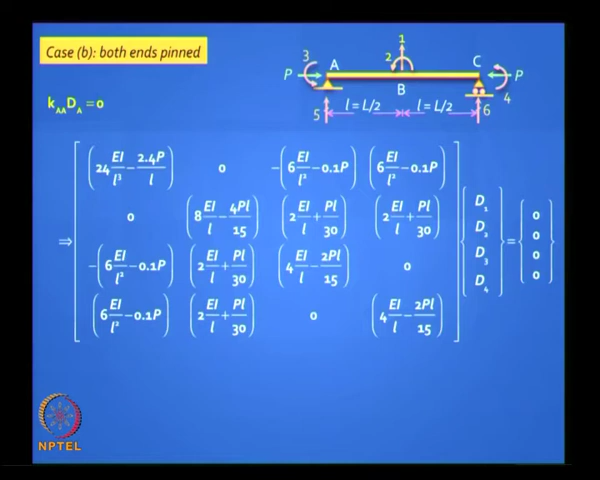 Case (b): both ends pinned
1
3 2
P A C P
B 4
5 l = L/2 l = L/2 6
k_AA D_A = 0
⇒ [ (24 EI/l³ − 2.4P/l) 0 −(6 EI/l² − 0.1P) (6 EI/l² − 0.1P) ] { D₁ } = { 0 }
[ 0 (8 EI/l − 4Pl/15) (2 EI/l + Pl/30) (2 EI/l + Pl/30) ] { D₂ } { 0 }
[ −(6 EI/l² − 0.1P) (2 EI/l + Pl/30) (4 EI/l − 2Pl/15) 0 ] { D₃ } { 0 }
[ (6 EI/l² − 0.1P) (2 EI/l + Pl/30) 0 (4 EI/l − 2Pl/15) ] { D₄ } { 0 }
NPTEL